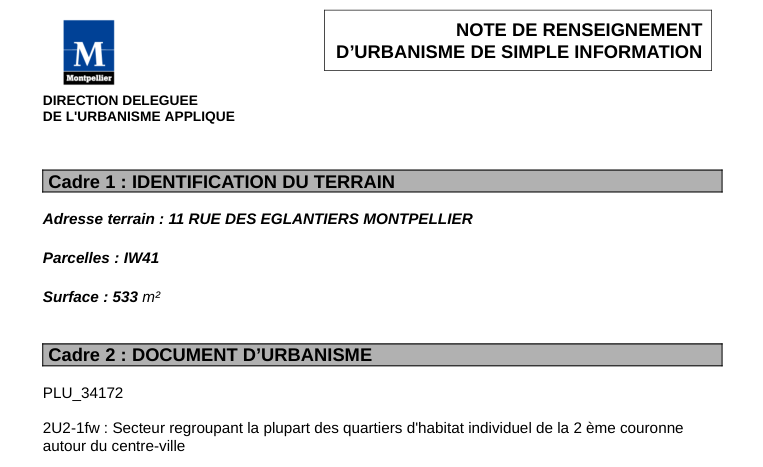 M
Montpellier
NOTE DE RENSEIGNEMENT
D’URBANISME DE SIMPLE INFORMATION
DIRECTION DELEGUEE
DE L'URBANISME APPLIQUE
Cadre 1 : IDENTIFICATION DU TERRAIN
Adresse terrain : 11 RUE DES EGLANTIERS MONTPELLIER
Parcelles : IW41
Surface : 533 m²
Cadre 2 : DOCUMENT D’URBANISME
PLU_34172
2U2-1fw : Secteur regroupant la plupart des quartiers d'habitat individuel de la 2 ème couronne
autour du centre-ville